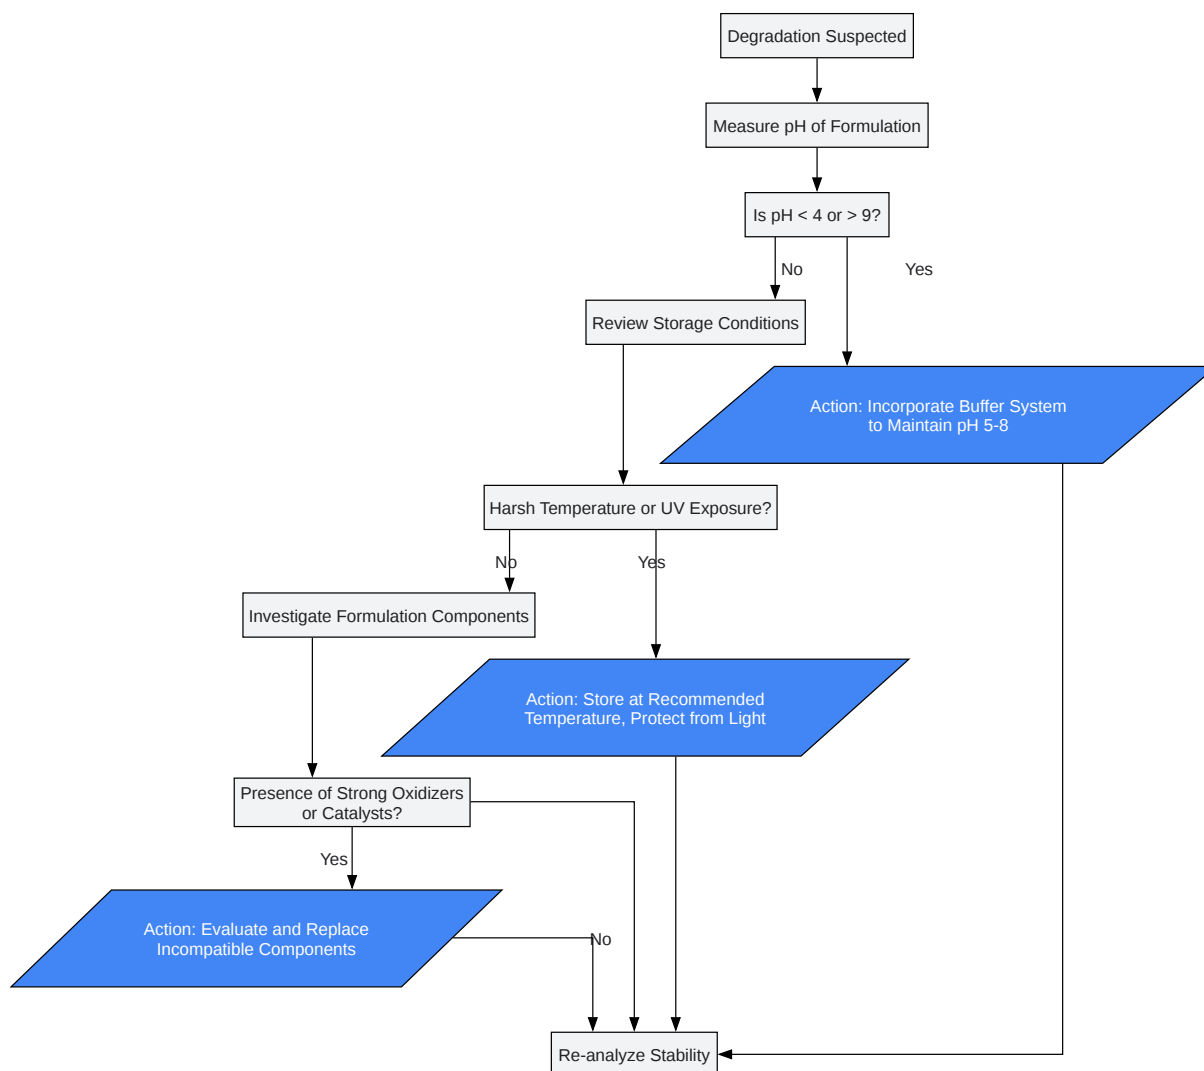 Degradation Suspected
Measure pH of Formulation
Is pH < 4 or > 9?
No
Yes
Review Storage Conditions
Action: Incorporate Buffer System
to Maintain pH 5-8
Harsh Temperature or UV Exposure?
No
Yes
Investigate Formulation Components
Action: Store at Recommended
Temperature, Protect from Light
Presence of Strong Oxidizers
or Catalysts?
Yes
Action: Evaluate and Replace
Incompatible Components
No
Re-analyze Stability